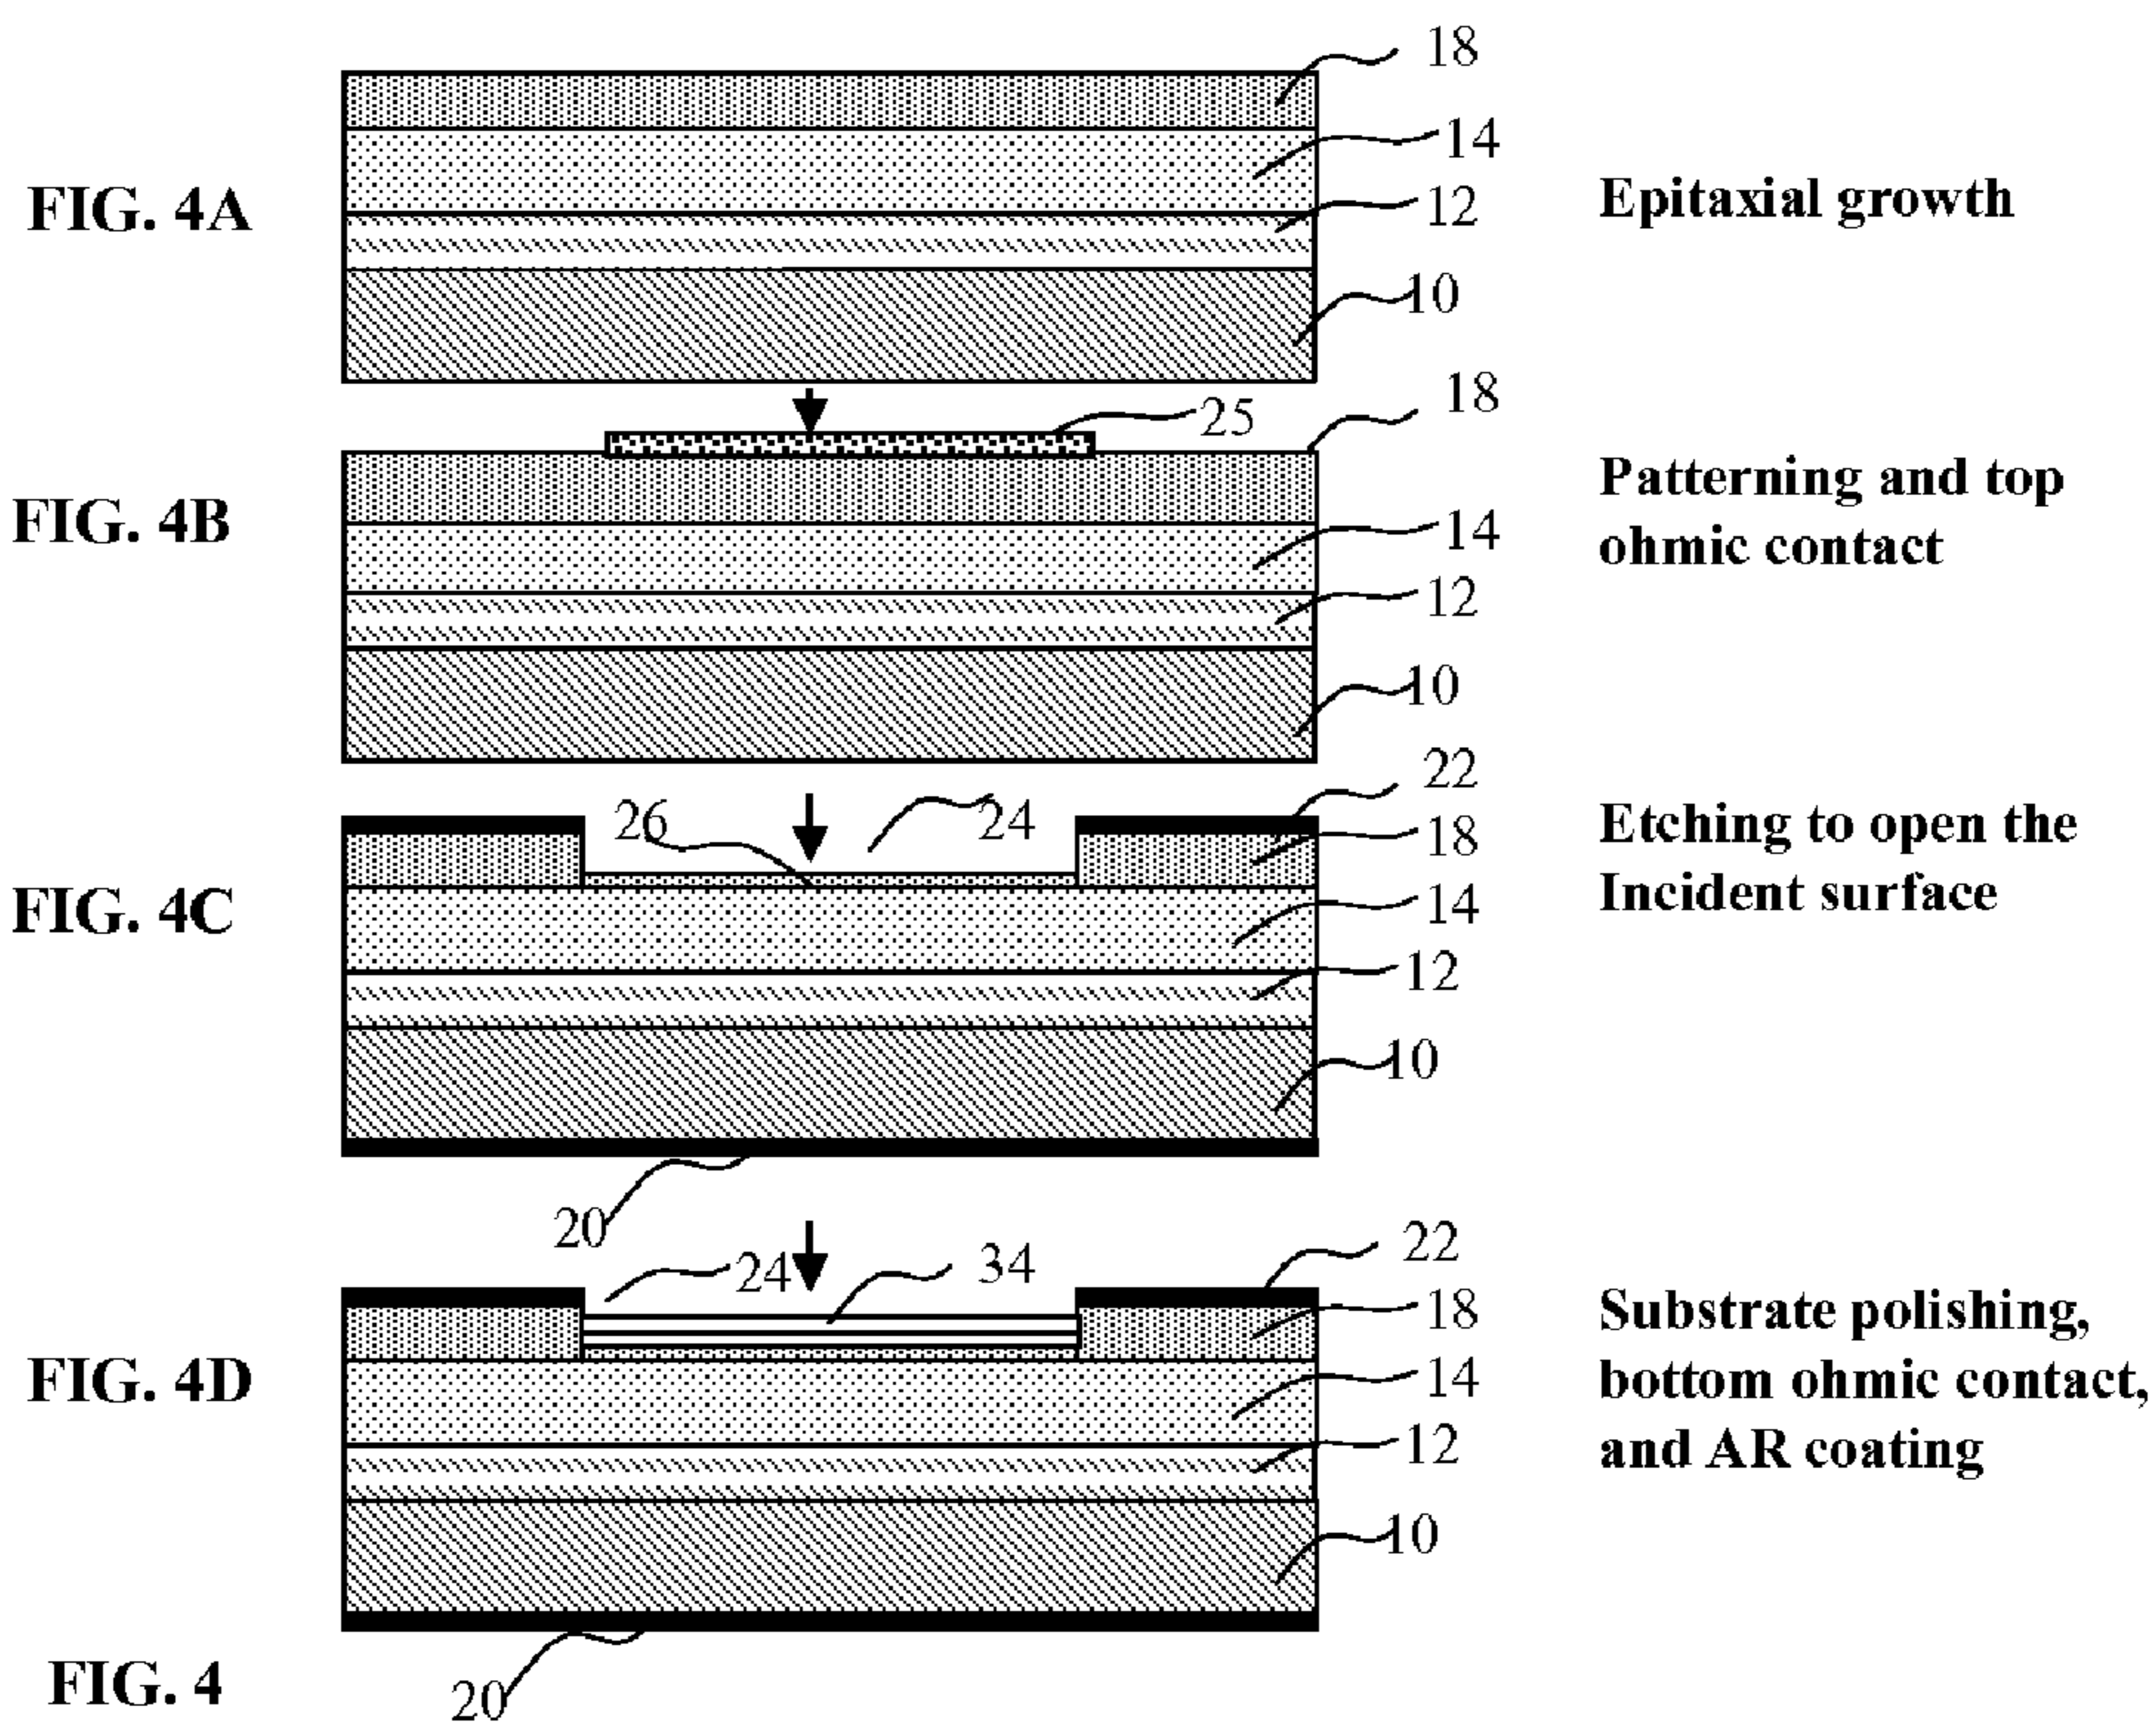 18
14
FIG. 4A
12
Epitaxial growth
10
18
25
Patterning and top
FIG. 4B
14
ohmic contact
12
10
22
26
24
18
Etching to open the
FIG. 4C
14
Incident surface
12
10
20
24
34
22
18
Substrate polishing,
FIG. 4D
14
bottom ohmic contact,
12
and AR coating
10
FIG. 4
20